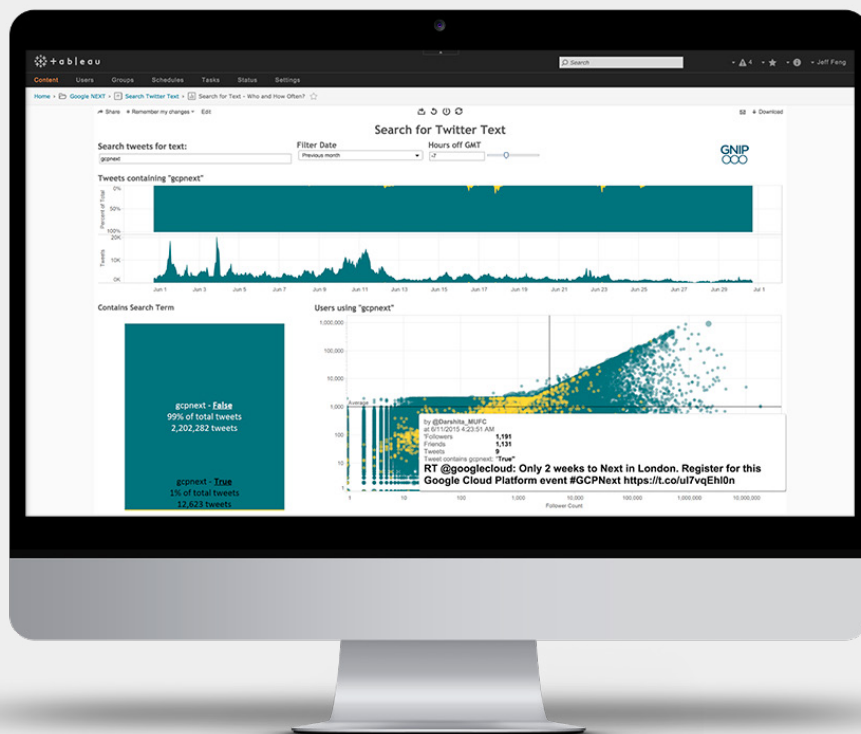 + a b l e a u
Search
4
Jeff Feng
Content Users Groups Schedules Tasks Status Settings
Home Google NEXT Search Twitter Text Search for Text - Who and How Often?
Share Remember my changes Edit
Download
Search for Twitter Text
Search tweets for text:
Filter Date
Hours off GMT
gcpnext
Previous month
-7
GNIP
Tweets containing "gcpnext"
Percent of Total
0%
50%
100%
Tweets
20K
10K
0K
Jun 1 Jun 3 Jun 5 Jun 7 Jun 9 Jun 11 Jun 13 Jun 15 Jun 17 Jun 19 Jun 21 Jun 23 Jun 25 Jun 27 Jun 29 Jul 1
Contains Search Term
gcpnext - False
99% of total tweets
2,202,282 tweets
gcpnext - True
1% of total tweets
12,623 tweets
Users using "gcpnext"
1,000,000
100,000
10,000
1,000
100
10
1
Average
by @Darshita_MUFC
at 6/11/2015 4:23:51 AM
Followers 1,191
Friends 1,131
Tweets 9
Tweet contains gcpnext: "True"
RT @googlecloud: Only 2 weeks to Next in London. Register for this
Google Cloud Platform event #GCPNext https://t.co/ul7vqEhl0n
1 10 100 1,000 10,000 100,000 1,000,000 10,000,000
Follower Count